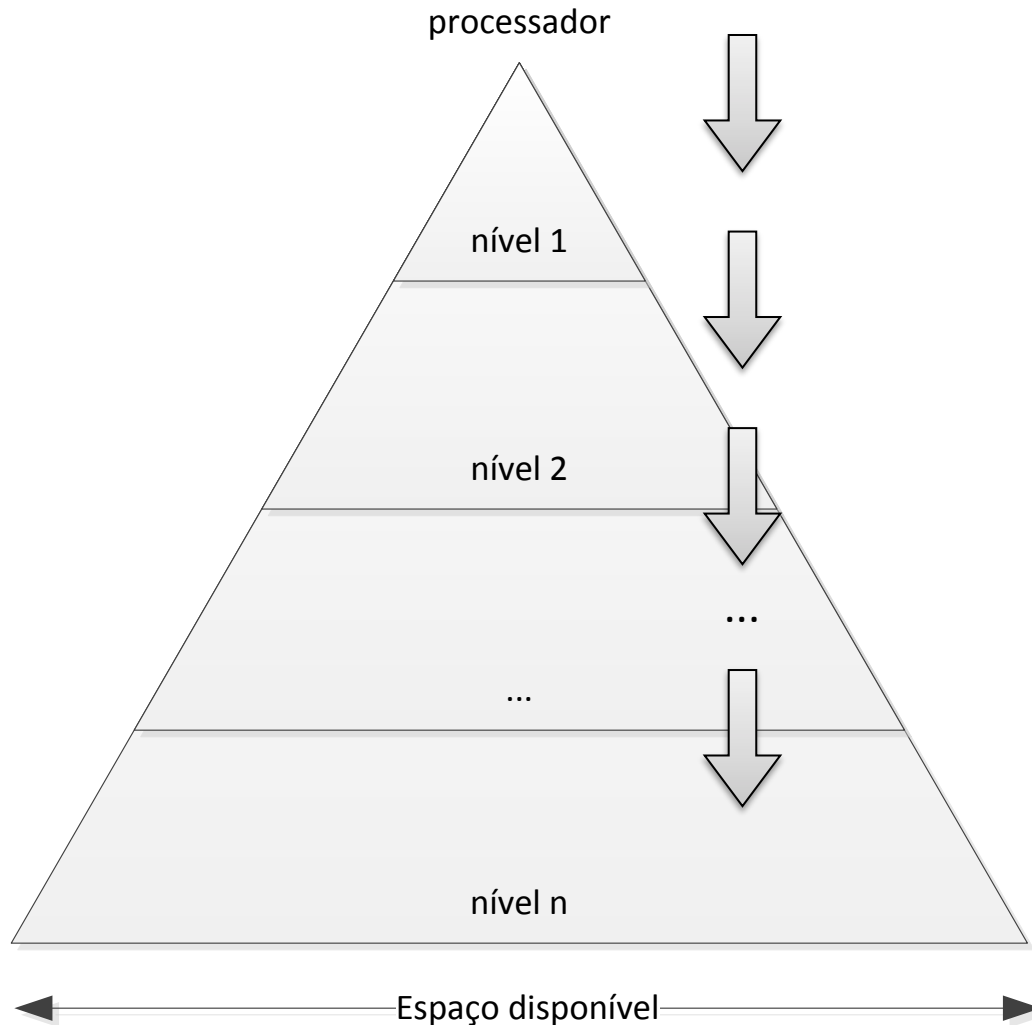 processador
nível 1
nível 2
...
...
nível n
Espaço disponível